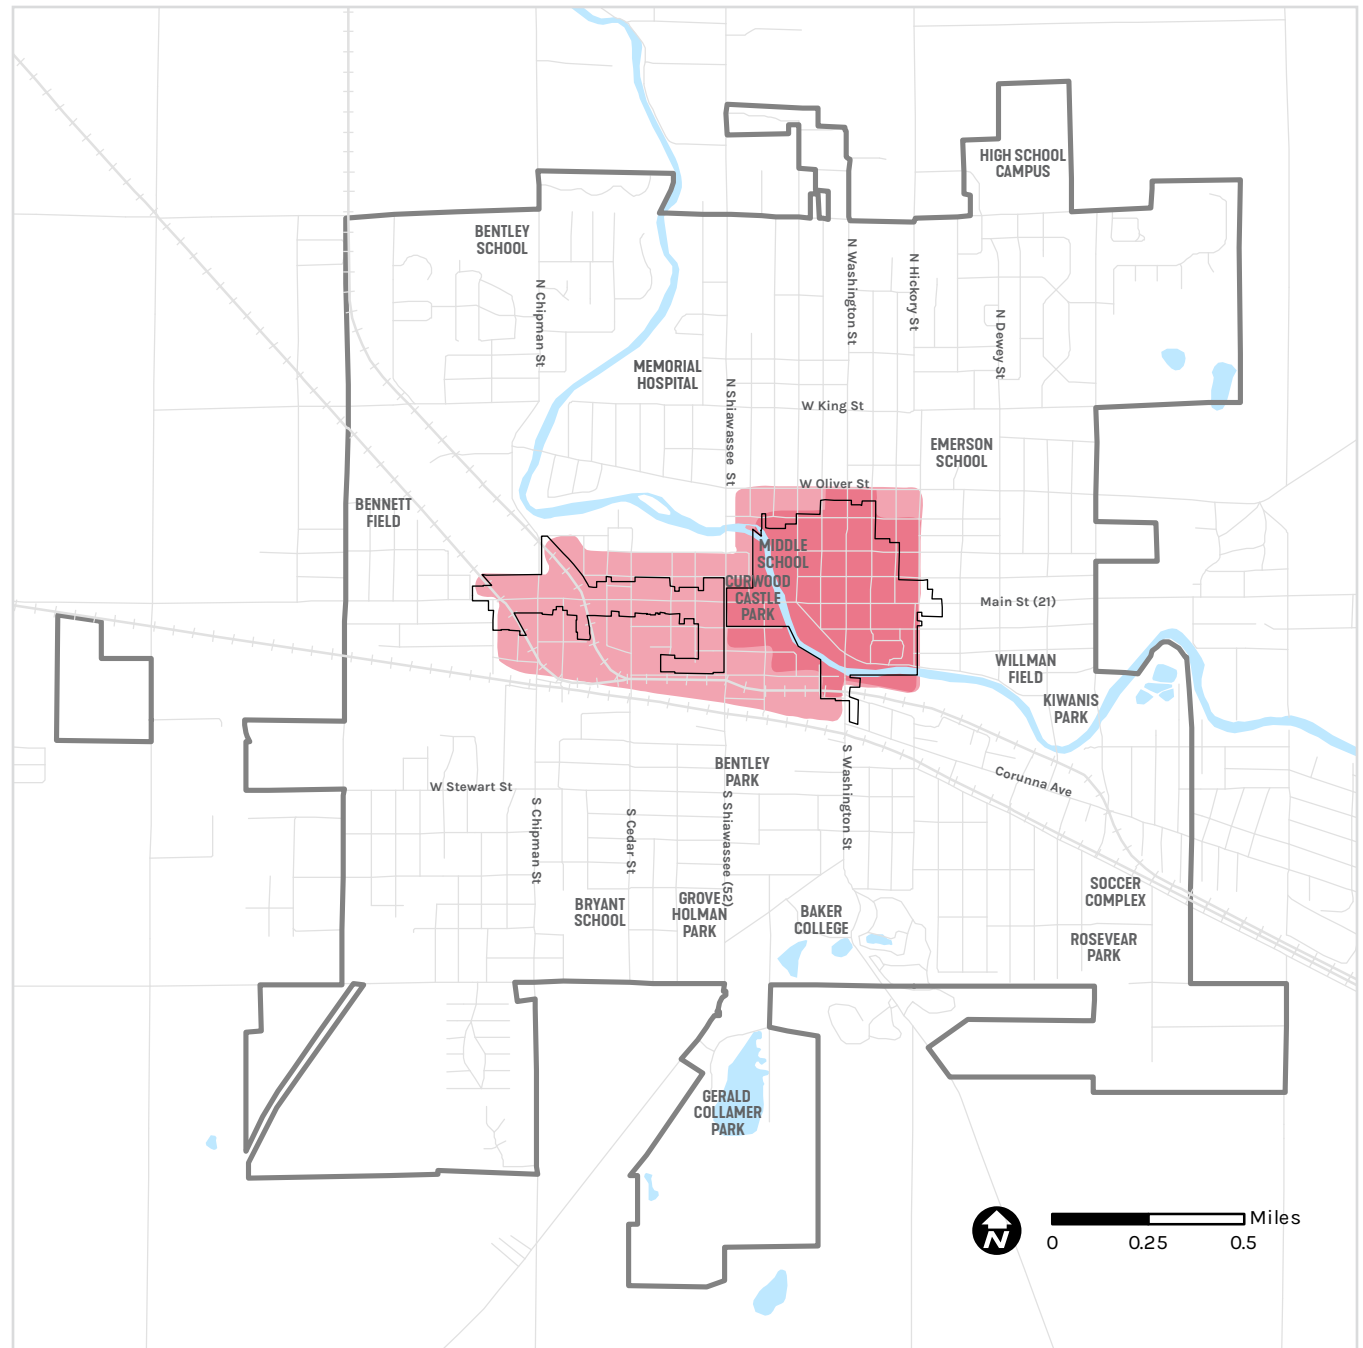 HIGH SCHOOL
CAMPUS
BENTLEY
SCHOOL
N Chipman St
N Washington St
N Hickory St
N Dewey St
MEMORIAL
HOSPITAL
N Shiawassee St
W King St
EMERSON
SCHOOL
W Oliver St
BENNETT
FIELD
MIDDLE
SCHOOL
CURWOOD
CASTLE
PARK
Main St (21)
WILLMAN
FIELD
KIWANIS
PARK
BENTLEY
PARK
W Stewart St
S Chipman St
S Cedar St
S Shiawassee (52)
S Washington St
Corunna Ave
SOCCER
COMPLEX
BRYANT
SCHOOL
GROVE
HOLMAN
PARK
BAKER
COLLEGE
ROSEVEAR
PARK
GERALD
COLLAMER
PARK
N
Miles
0 0.25 0.5